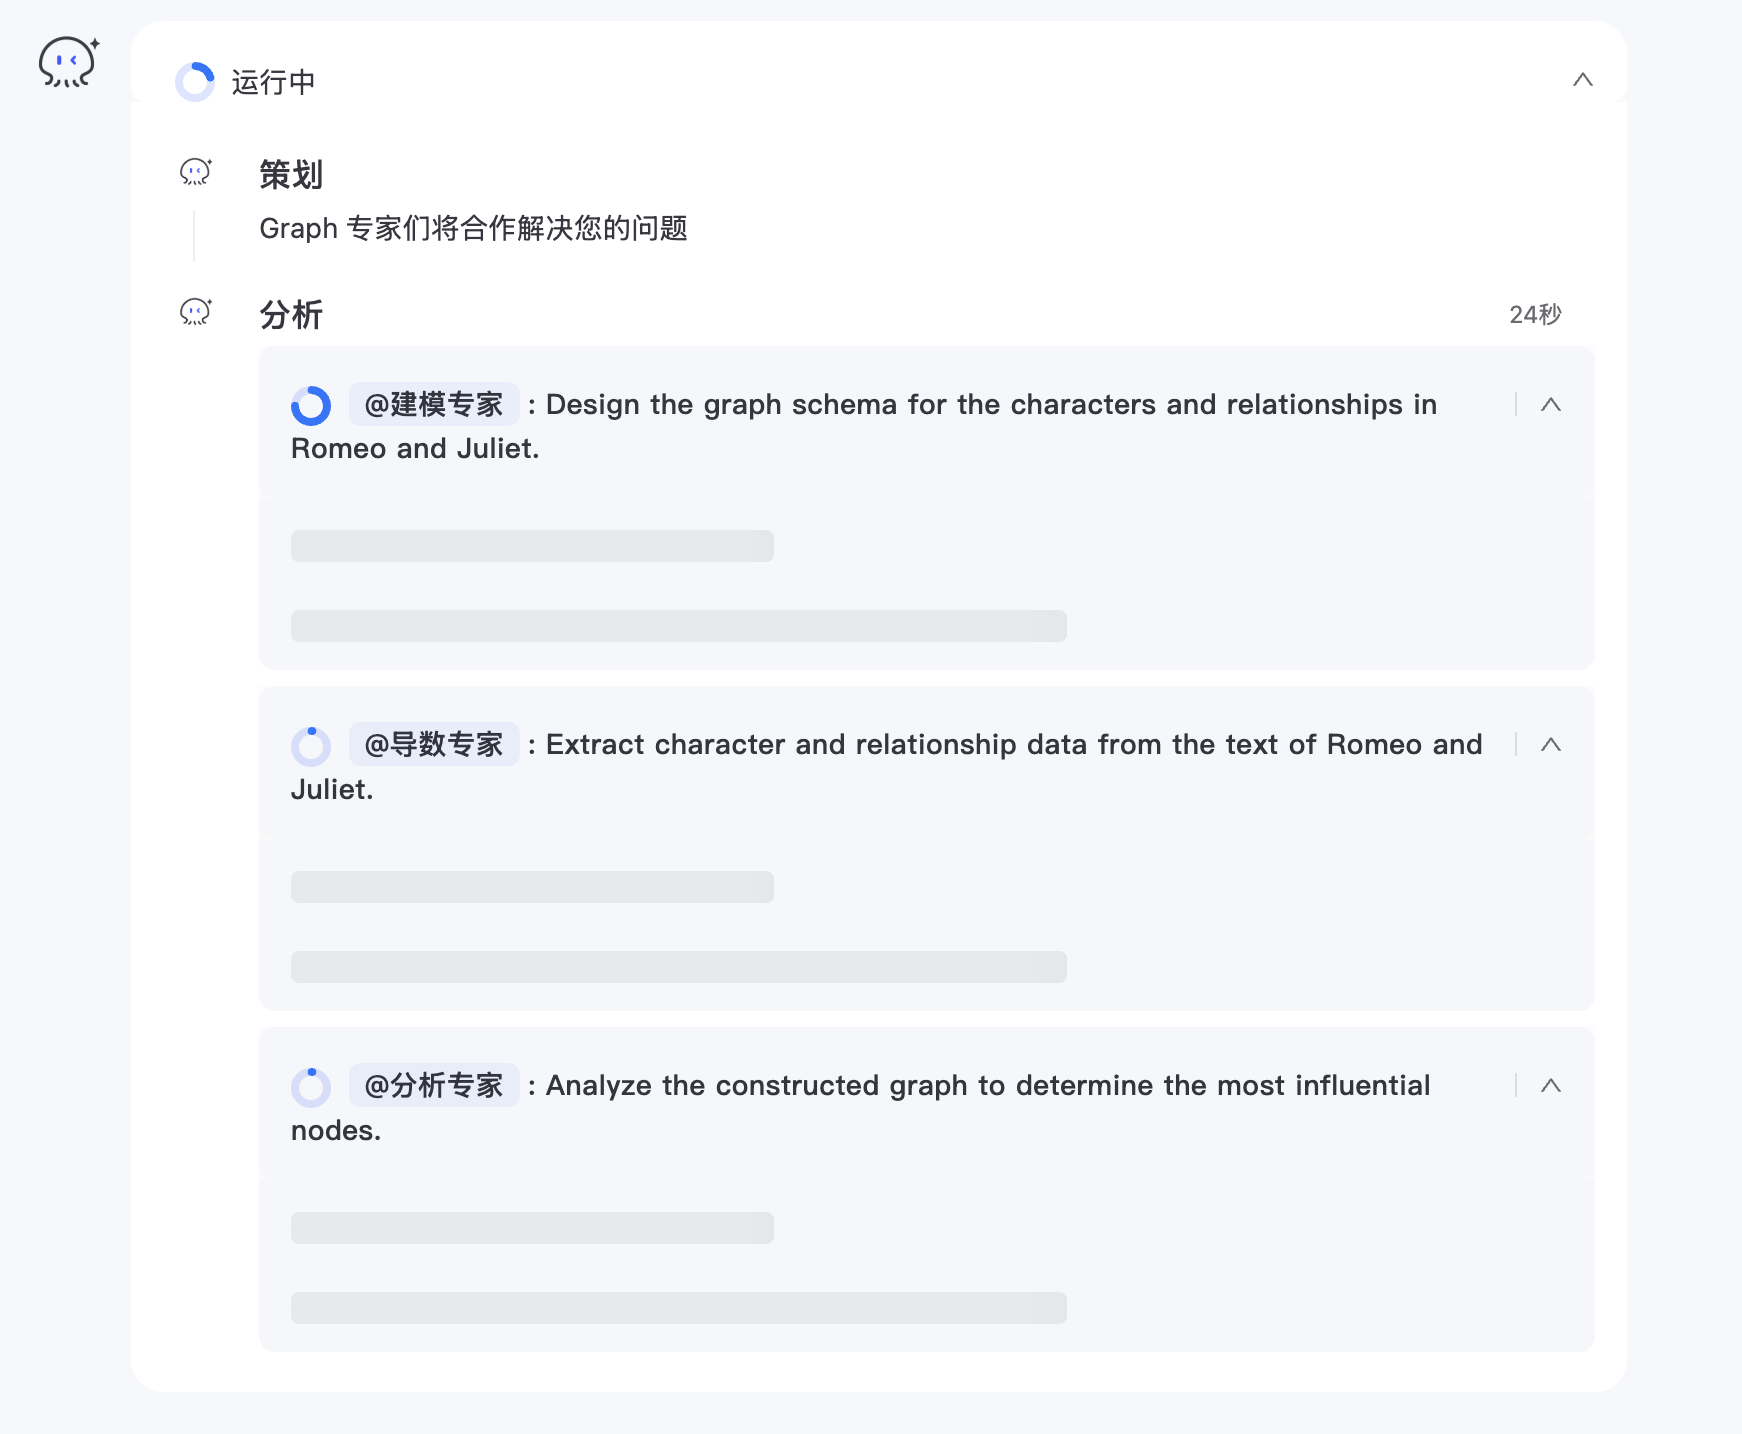 运行中
策划
Graph 专家们将合作解决您的问题
分析
24秒
@建模专家 : Design the graph schema for the characters and relationships in
Romeo and Juliet.
@导数专家 : Extract character and relationship data from the text of Romeo and
Juliet.
@分析专家 : Analyze the constructed graph to determine the most influential
nodes.